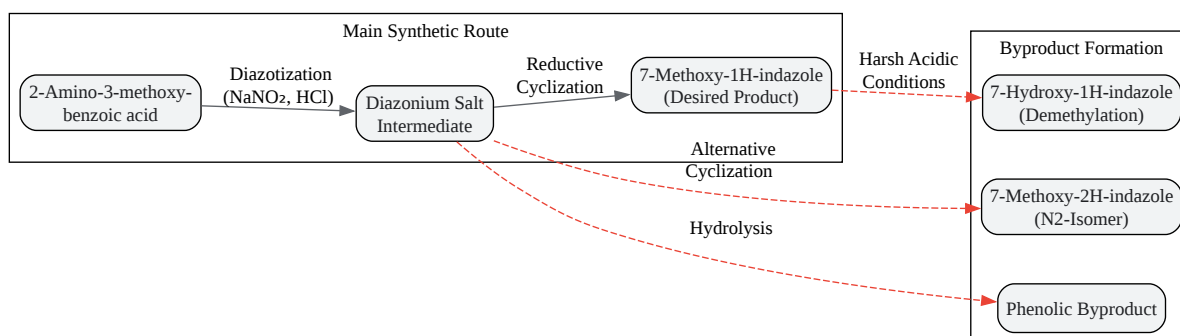 Main Synthetic Route
2-Amino-3-methoxy-
benzoic acid
Diazotization
(NaNO₂, HCl)
Diazonium Salt
Intermediate
Reductive
Cyclization
7-Methoxy-1H-indazole
(Desired Product)
Harsh Acidic
Conditions
Alternative
Cyclization
Hydrolysis
Byproduct Formation
7-Hydroxy-1H-indazole
(Demethylation)
7-Methoxy-2H-indazole
(N2-Isomer)
Phenolic Byproduct